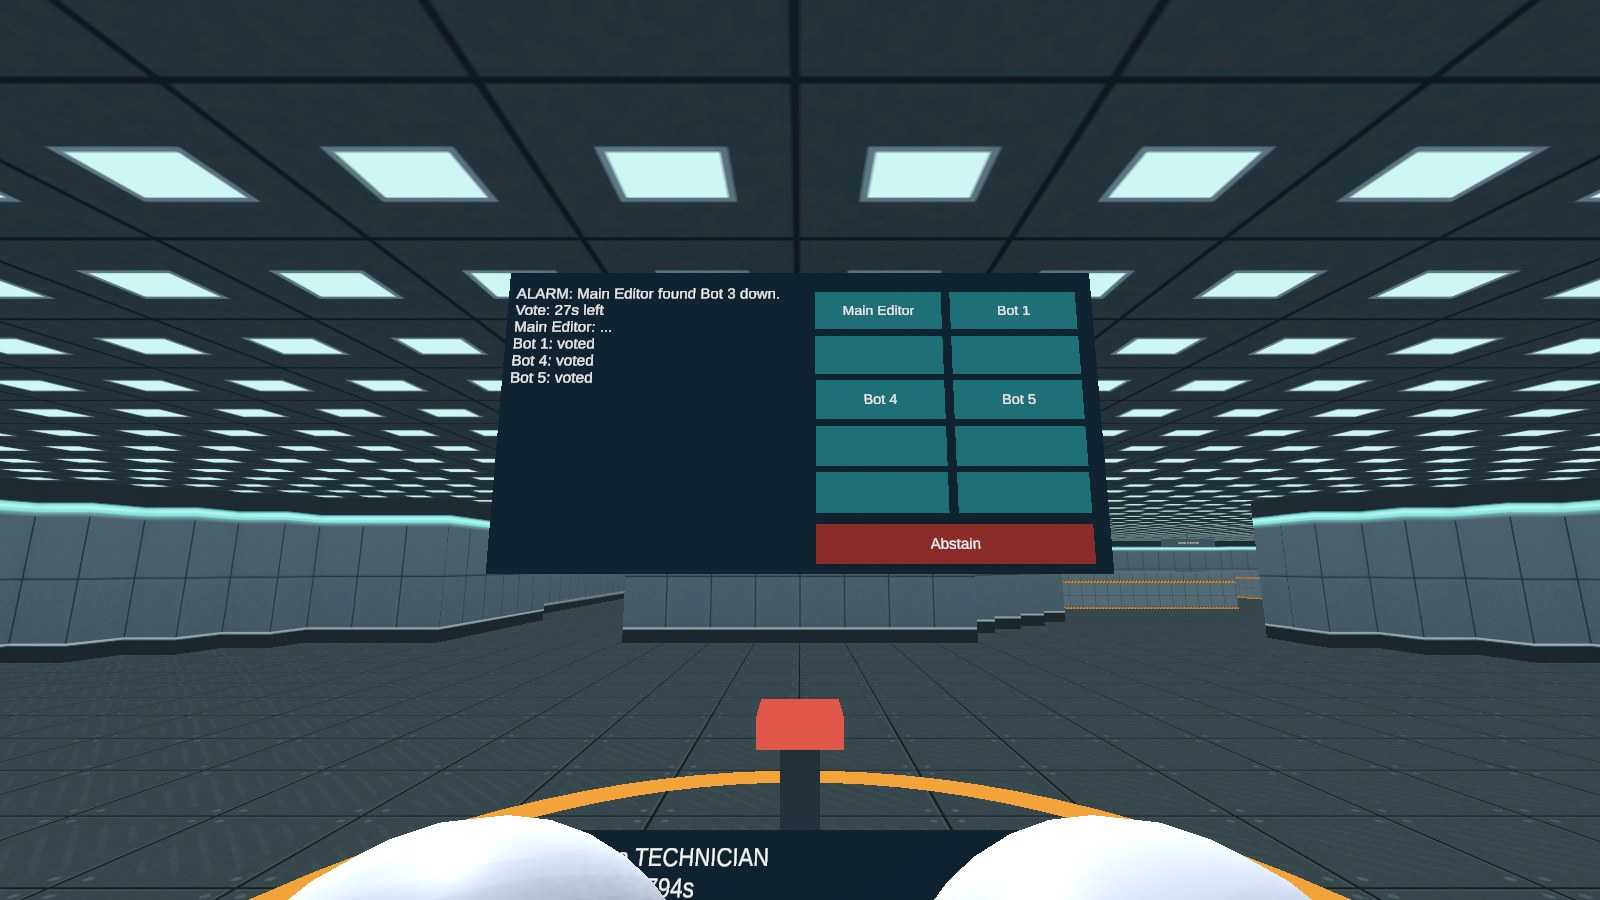 ALARM: Main Editor found Bot 3 down.
Vote: 27s left
Main Editor: ...
Bot 1: voted
Bot 4: voted
Bot 5: voted
Main Editor
Bot 1
Bot 4
Bot 5
Abstain
TECHNICIAN
794s